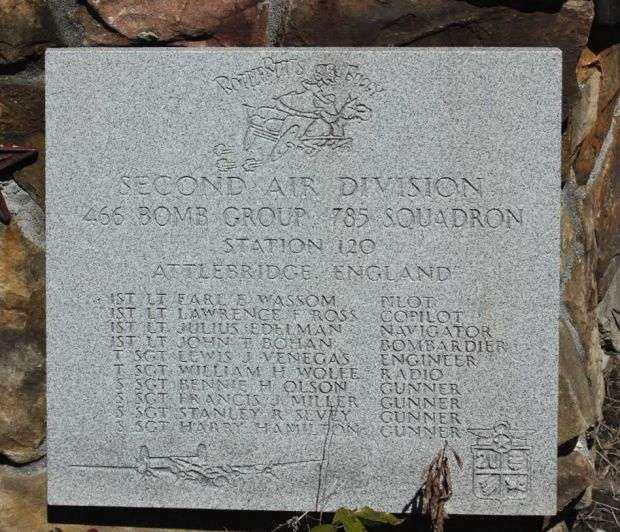 SECOND AIR DIVISION
466 BOMB GROUP, 785 SQUADRON
STATION 120
ATTLEBRIDGE, ENGLAND
1ST LT EARL E WASSOM PILOT
1ST LT LAWRENCE F ROSS COPILOT
1ST LT JULIUS EDELMAN NAVIGATOR
1ST LT JOHN T BOHAN BOMBARDIER
T SGT LEWIS J VENEGAS ENGINEER
T SGT WILLIAM H WOLFE RADIO
S SGT BENNIE H OLSON GUNNER
S SGT FRANCIS J MILLER GUNNER
S SGT STANLEY R SEVEY GUNNER
S SGT HARRY HAMILTON GUNNER